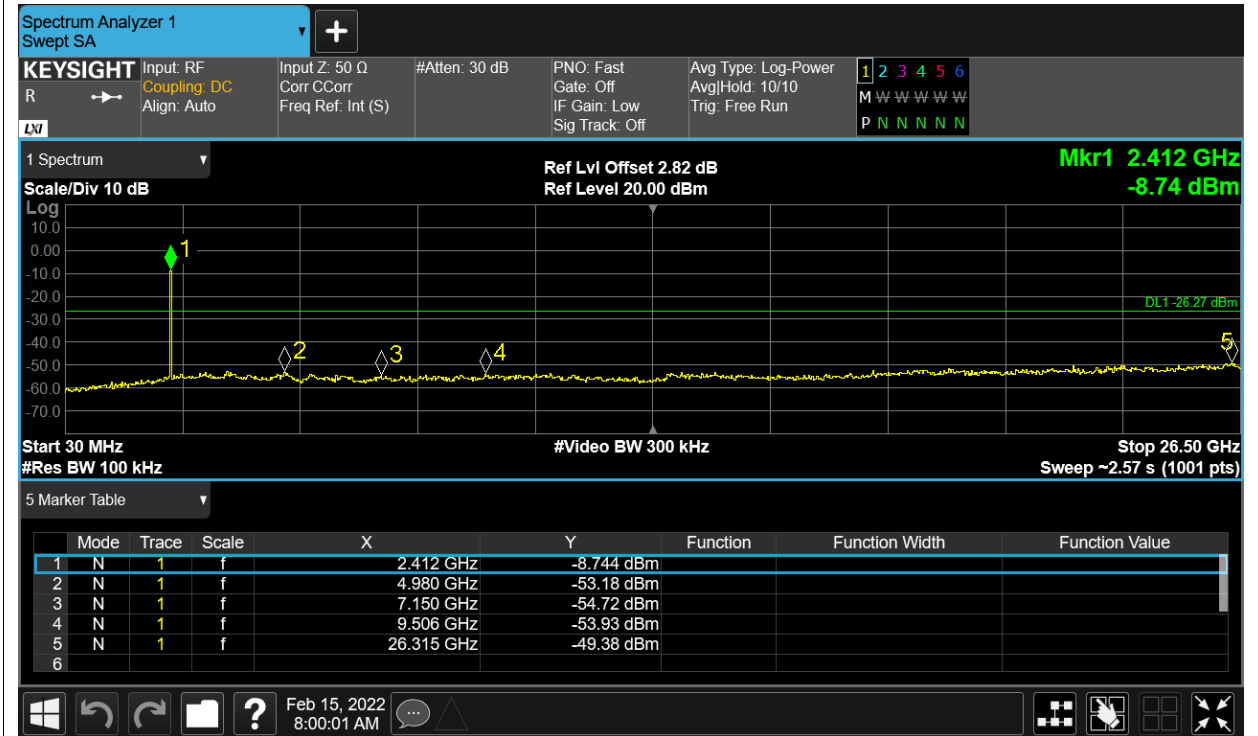 Spectrum Analyzer 1
Swept SA
+
KEYSIGHT Input: RF Input Z: 50 Ω #Atten: 30 dB PNO: Fast Avg Type: Log-Power 1 2 3 4 5 6
R Coupling: DC Corr CCorr Gate: Off Avg|Hold: 10/10 M W W W W W W
Align: Auto Freq Ref: Int (S) IF Gain: Low Trig: Free Run
LXI Sig Track: Off P N N N N N N
1 Spectrum
Scale/Div 10 dB Ref Lvl Offset 2.82 dB Mkr1 2.412 GHz
Ref Level 20.00 dBm -8.74 dBm
Log
10.0
0.00 1
-10.0
-20.0
DL1 -26.27 dBm
-30.0
-40.0 2 3 4 5
-50.0
-60.0
-70.0
Start 30 MHz #Video BW 300 kHz Stop 26.50 GHz
#Res BW 100 kHz Sweep ~2.57 s (1001 pts)
5 Marker Table
Mode Trace Scale X Y Function Function Width Function Value
1 N 1 f 2.412 GHz -8.744 dBm
2 N 1 f 4.980 GHz -53.18 dBm
3 N 1 f 7.150 GHz -54.72 dBm
4 N 1 f 9.506 GHz -53.93 dBm
5 N 1 f 26.315 GHz -49.38 dBm
6
? Feb 15, 2022
8:00:01 AM